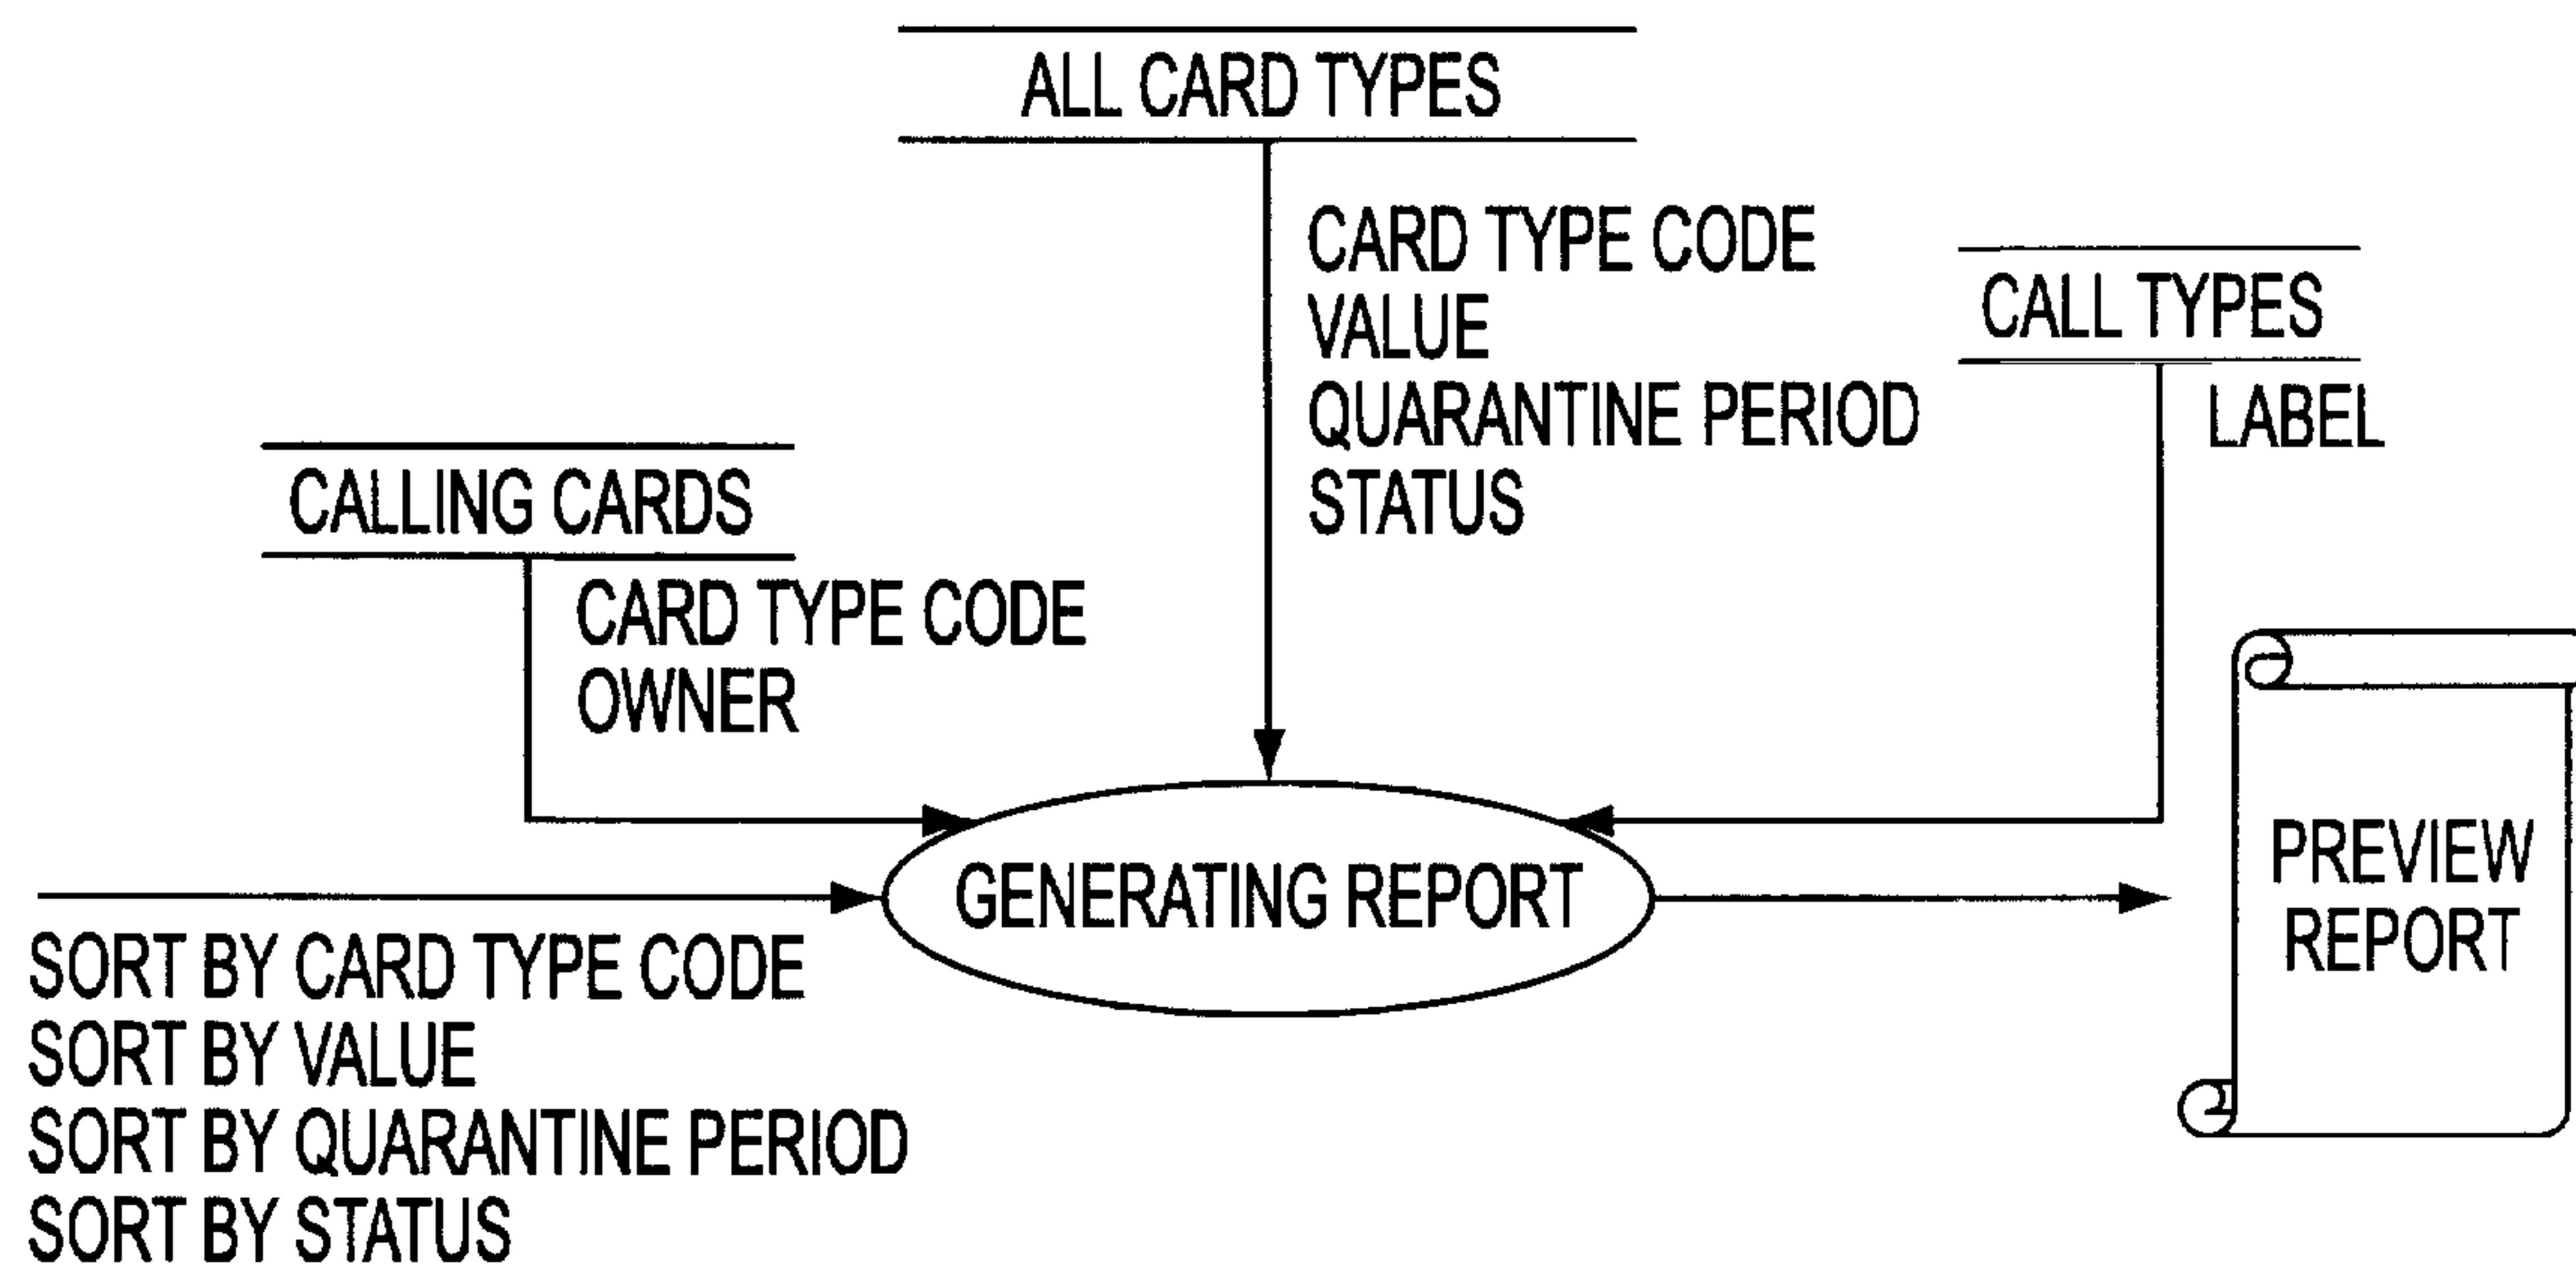 ALL CARD TYPES
CARD TYPE CODE
VALUE
QUARANTINE PERIOD
STATUS
CALL TYPES
LABEL
CALLING CARDS
CARD TYPE CODE
OWNER
GENERATING REPORT
PREVIEW
REPORT
SORT BY CARD TYPE CODE
SORT BY VALUE
SORT BY QUARANTINE PERIOD
SORT BY STATUS